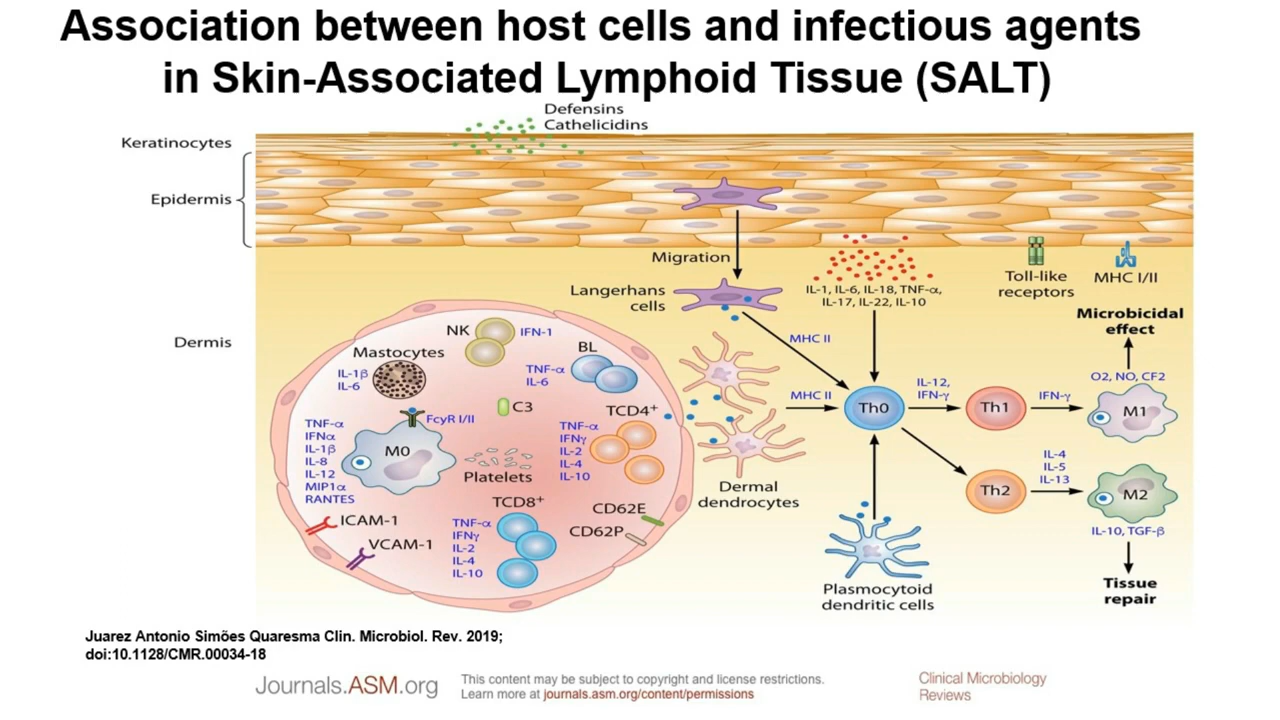 Association between host cells and infectious agents
in Skin-Associated Lymphoid Tissue (SALT)
Defensins
Cathelicidins
Keratinocytes
Epidermis
Migration
Langerhans
cells
IL-1, IL-6, IL-18, TNF-α,
IL-17, IL-22, IL-10
Toll-like
receptors
MHC I/II
Dermis
NK
IFN-1
Mastocytes
IL-1β
IL-6
BL
TNF-α
IL-6
C3
TCD4+
FcyR I/II
TNF-α
IFNα
IL-1β
IL-8
IL-12
MIP1α
RANTES
M0
Platelets
TNF-α
IFNγ
IL-2
IL-4
IL-10
TCD8+
TNF-α
IFNγ
IL-2
IL-4
IL-10
CD62E
CD62P
ICAM-1
VCAM-1
MHC II
MHC II
Dermal
dendrocytes
Th0
IL-12,
IFN-γ
Th1
IFN-γ
Microbicidal
effect
O2, NO, CF2
M1
Th2
IL-4
IL-5
IL-13
M2
IL-10, TGF-β
Tissue
repair
Plasmocytoid
dendritic cells
Juarez Antonio Simões Quaresma Clin. Microbiol. Rev. 2019;
doi:10.1128/CMR.00034-18
Journals.ASM.org
This content may be subject to copyright and license restrictions.
Learn more at journals.asm.org/content/permissions
Clinical Microbiology
Reviews